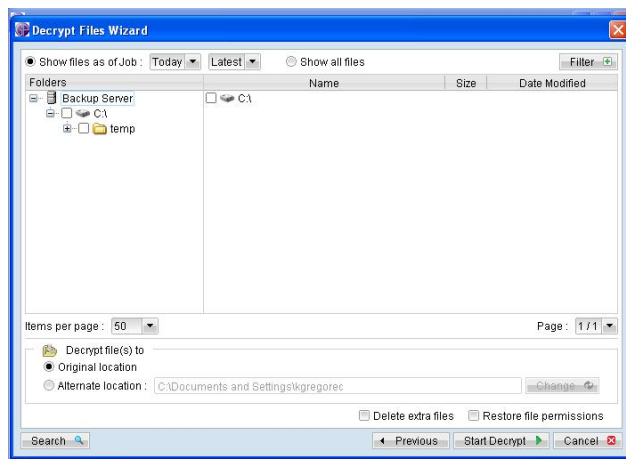 Decrypt Files Wizard
Show files as of Job : Today Latest Show all files Filter
Folders Name Size Date Modified
Backup Server C:\
C:\
temp
Items per page : 50 Page : 1 / 1
Decrypt file(s) to
Original location
Alternate location : C:\Documents and Settings\kgregorec Change
Delete extra files Restore file permissions
Search Previous Start Decrypt Cancel